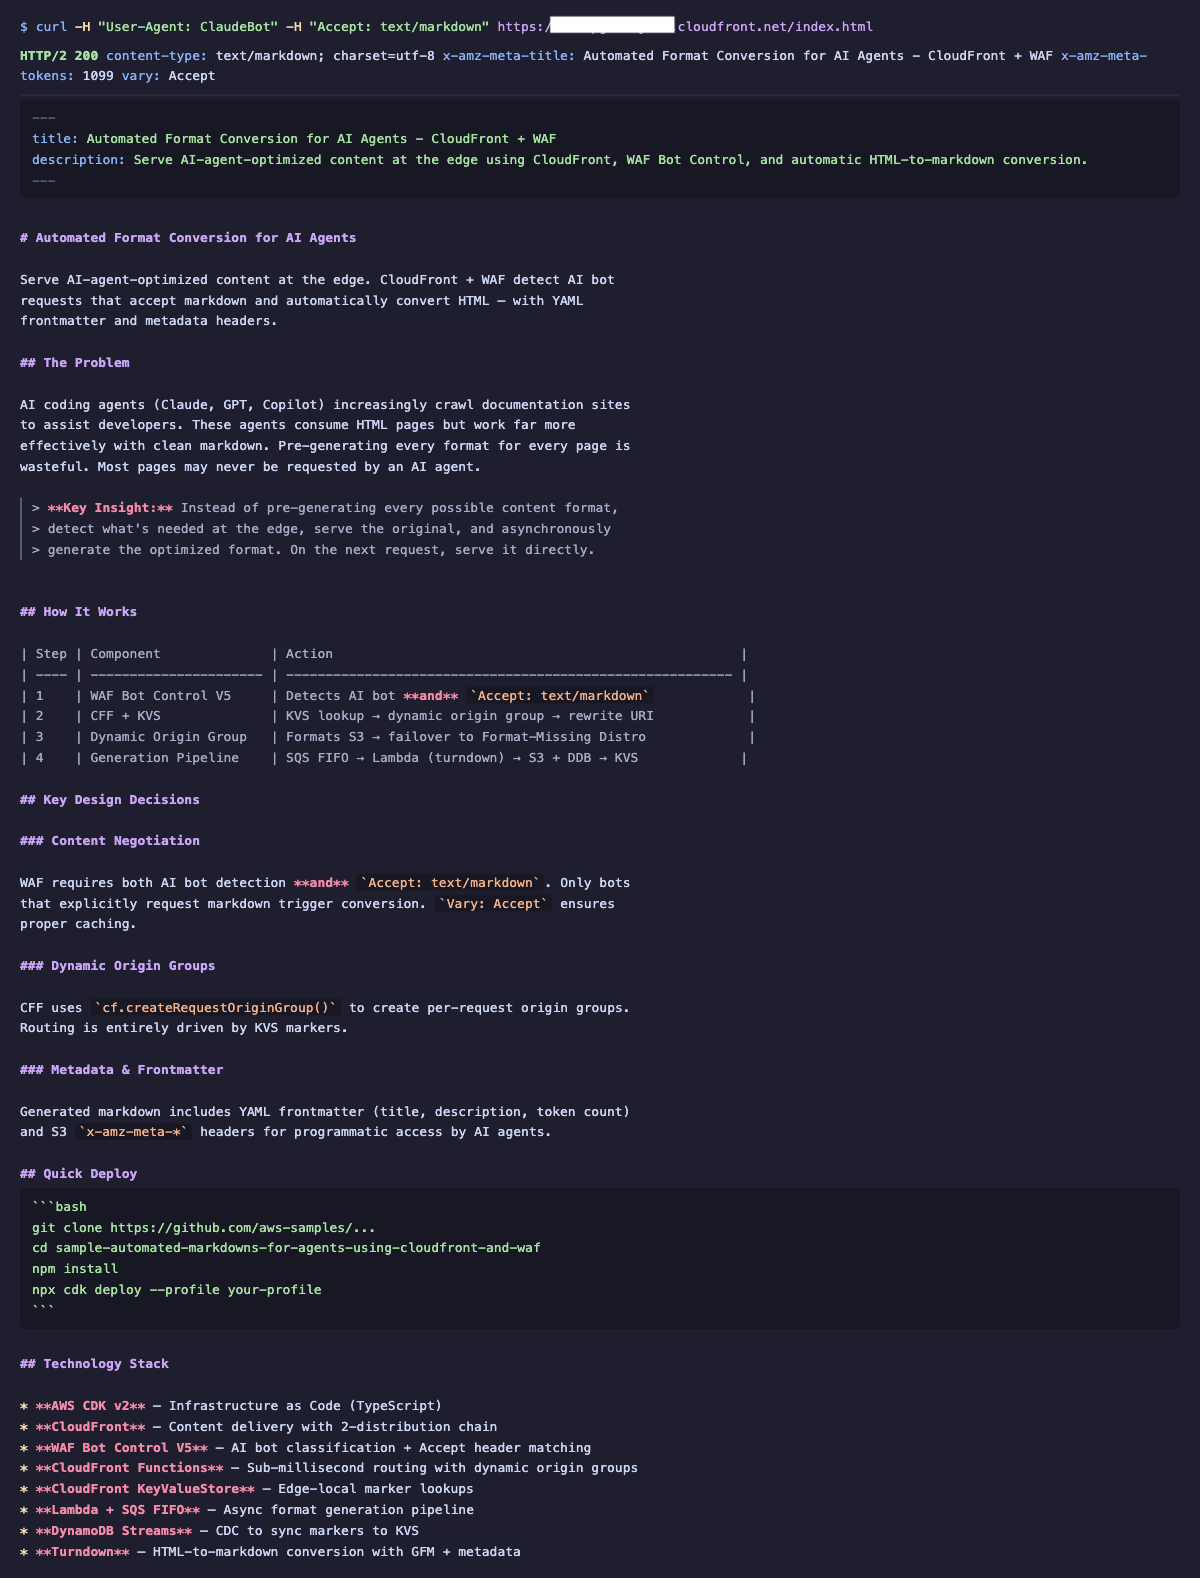 $ curl -H "User-Agent: ClaudeBot" -H "Accept: text/markdown" https:/ cloudfront.net/index.html
HTTP/2 200 content-type: text/markdown; charset=utf-8 x-amz-meta-title: Automated Format Conversion for AI Agents - CloudFront + WAF x-amz-meta-
tokens: 1099 vary: Accept
---
title: Automated Format Conversion for AI Agents - CloudFront + WAF
description: Serve AI-agent-optimized content at the edge using CloudFront, WAF Bot Control, and automatic HTML-to-markdown conversion.
---
# Automated Format Conversion for AI Agents
Serve AI-agent-optimized content at the edge. CloudFront + WAF detect AI bot
requests that accept markdown and automatically convert HTML — with YAML
frontmatter and metadata headers.
## The Problem
AI coding agents (Claude, GPT, Copilot) increasingly crawl documentation sites
to assist developers. These agents consume HTML pages but work far more
effectively with clean markdown. Pre-generating every format for every page is
wasteful. Most pages may never be requested by an AI agent.
> **Key Insight:** Instead of pre-generating every possible content format,
> detect what's needed at the edge, serve the original, and asynchronously
> generate the optimized format. On the next request, serve it directly.
## How It Works
| Step | Component              | Action                                                    |
| ---- | ---------------------- | --------------------------------------------------------- |
| 1    | WAF Bot Control V5     | Detects AI bot **and** `Accept: text/markdown`             |
| 2    | CFF + KVS              | KVS lookup → dynamic origin group → rewrite URI            |
| 3    | Dynamic Origin Group   | Formats S3 → failover to Format-Missing Distro             |
| 4    | Generation Pipeline    | SQS FIFO → Lambda (turndown) → S3 + DDB → KVS             |
## Key Design Decisions
### Content Negotiation
WAF requires both AI bot detection **and** `Accept: text/markdown`. Only bots
that explicitly request markdown trigger conversion. `Vary: Accept` ensures
proper caching.
### Dynamic Origin Groups
CFF uses `cf.createRequestOriginGroup()` to create per-request origin groups.
Routing is entirely driven by KVS markers.
### Metadata & Frontmatter
Generated markdown includes YAML frontmatter (title, description, token count)
and S3 `x-amz-meta-*` headers for programmatic access by AI agents.
## Quick Deploy
```bash
git clone https://github.com/aws-samples/...
cd sample-automated-markdowns-for-agents-using-cloudfront-and-waf
npm install
npx cdk deploy --profile your-profile
```
## Technology Stack
* **AWS CDK v2** — Infrastructure as Code (TypeScript)
* **CloudFront** — Content delivery with 2-distribution chain
* **WAF Bot Control V5** — AI bot classification + Accept header matching
* **CloudFront Functions** — Sub-millisecond routing with dynamic origin groups
* **CloudFront KeyValueStore** — Edge-local marker lookups
* **Lambda + SQS FIFO** — Async format generation pipeline
* **DynamoDB Streams** — CDC to sync markers to KVS
* **Turndown** — HTML-to-markdown conversion with GFM + metadata